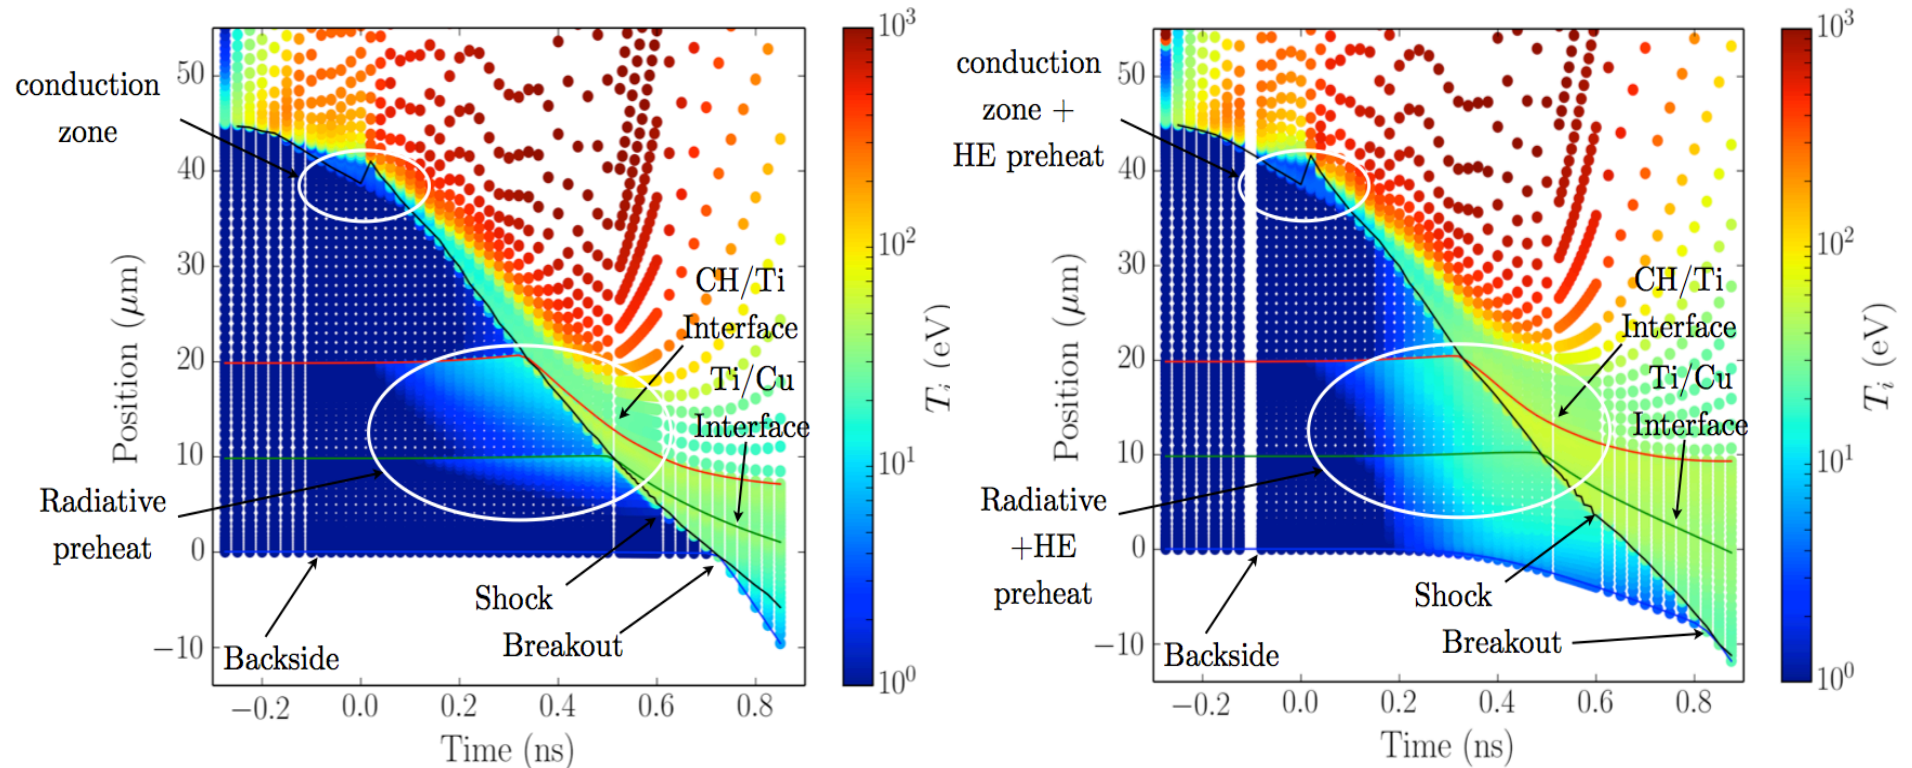 conduction
zone
Radiative
preheat
Position (μm)
50
40
30
20
10
0
−10
CH/Ti
Interface
Ti/Cu
Interface
Shock
Breakout
Backside
−0.2 0.0 0.2 0.4 0.6 0.8
Time (ns)
10³
10²
10¹
10⁰
T_i (eV)
conduction
zone +
HE preheat
Radiative
+HE
preheat
Position (μm)
50
40
30
20
10
0
−10
CH/Ti
Interface
Ti/Cu
Interface
Shock
Breakout
Backside
−0.2 0.0 0.2 0.4 0.6 0.8
Time (ns)
10³
10²
10¹
10⁰
T_i (eV)